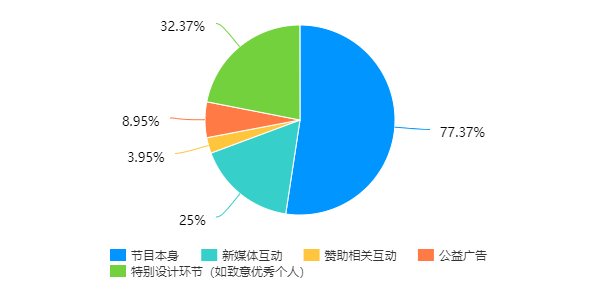 32.37%
8.95%
77.37%
3.95%
25%
节目本身 新媒体互动 赞助相关互动 公益广告
特别设计环节（如致意优秀个人）